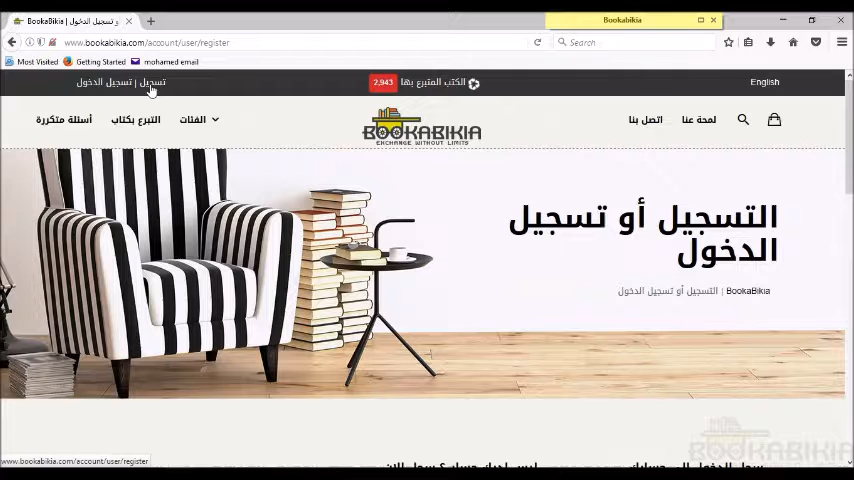 BookaBikia | التسجيل أو تسجيل الدخول
Bookabikia
www.bookabikia.com/account/user/register
Search
Most Visited
Getting Started
mohamed email
تسجيل | تسجيل الدخول
2,943 الكتب المتبرع بها
English
لمحة عنا
اتصل بنا
BOOKABIKIA
EXCHANGE WITHOUT LIMITS
الفئات
التبرع بكتاب
أسئلة متكررة
التسجيل أو تسجيل
الدخول
BookaBikia | التسجيل أو تسجيل الدخول
BOOKABIKIA
www.bookabikia.com/account/user/register